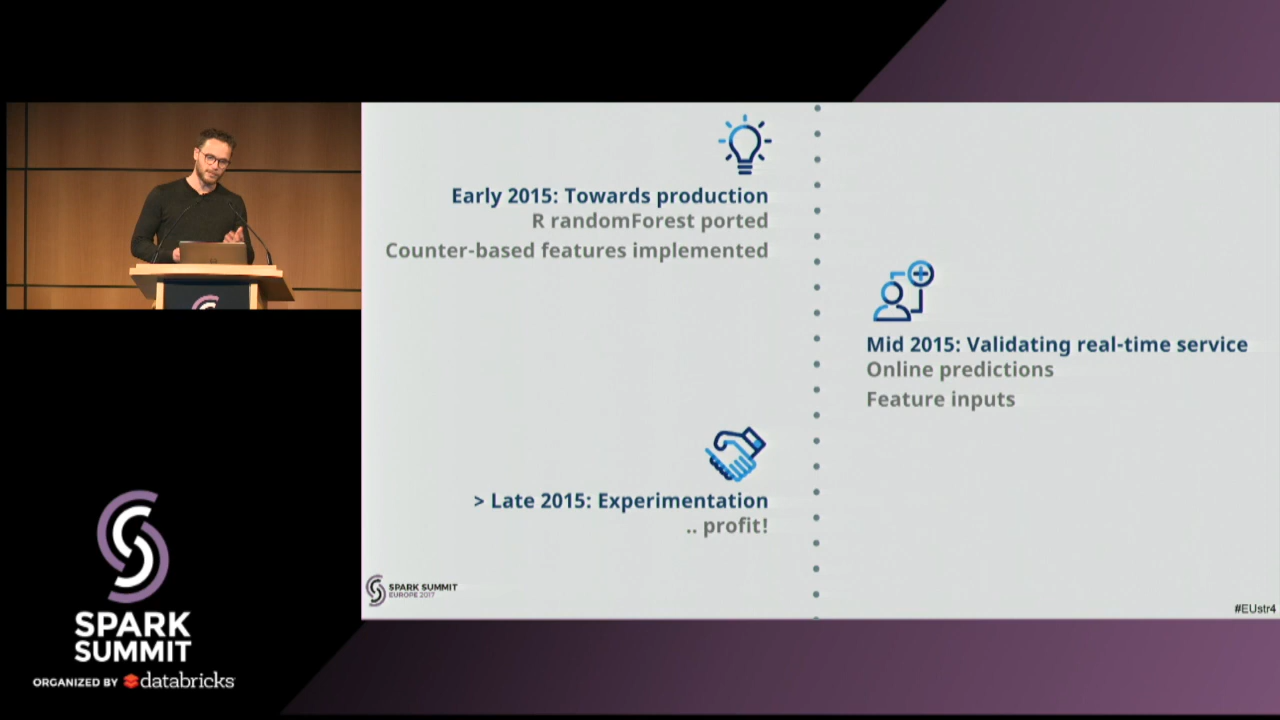 Early 2015: Towards production
R randomForest ported
Counter-based features implemented
Mid 2015: Validating real-time service
Online predictions
Feature inputs
> Late 2015: Experimentation
.. profit!
SPARK SUMMIT
EUROPE 2017
#EUstr4
SPARK
SUMMIT
ORGANIZED BY databricks